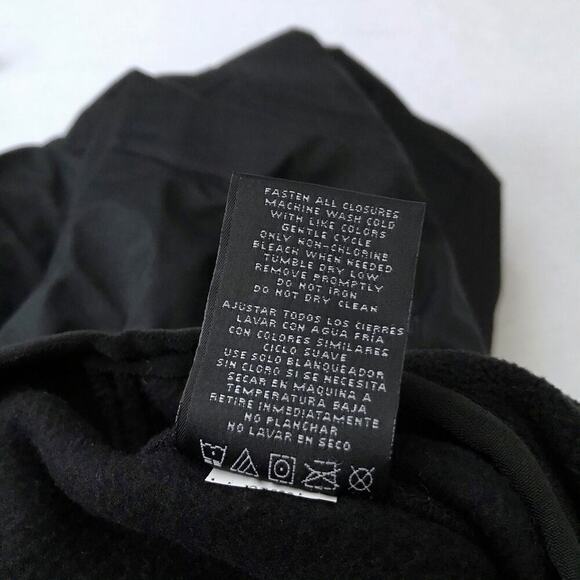 FASTEN ALL CLOSURES
MACHINE WASH COLD
WITH LIKE COLORS
GENTLE CYCLE
ONLY NON-CHLORINE
BLEACH WHEN NEEDED
TUMBLE DRY LOW
REMOVE PROMPTLY
DO NOT IRON
DO NOT DRY CLEAN
AJUSTAR TODOS LOS CIERRES
LAVAR CON AGUA FRÍA
CON COLORES SIMILARES
CICLO SUAVE
USE SOLO BLANQUEADOR
SIN CLORO SI SE NECESITA
SECAR EN MAQUINA A
TEMPERATURA BAJA
RETIRE INMEDIATAMENTE
NO PLANCHAR
NO LAVAR EN SECO